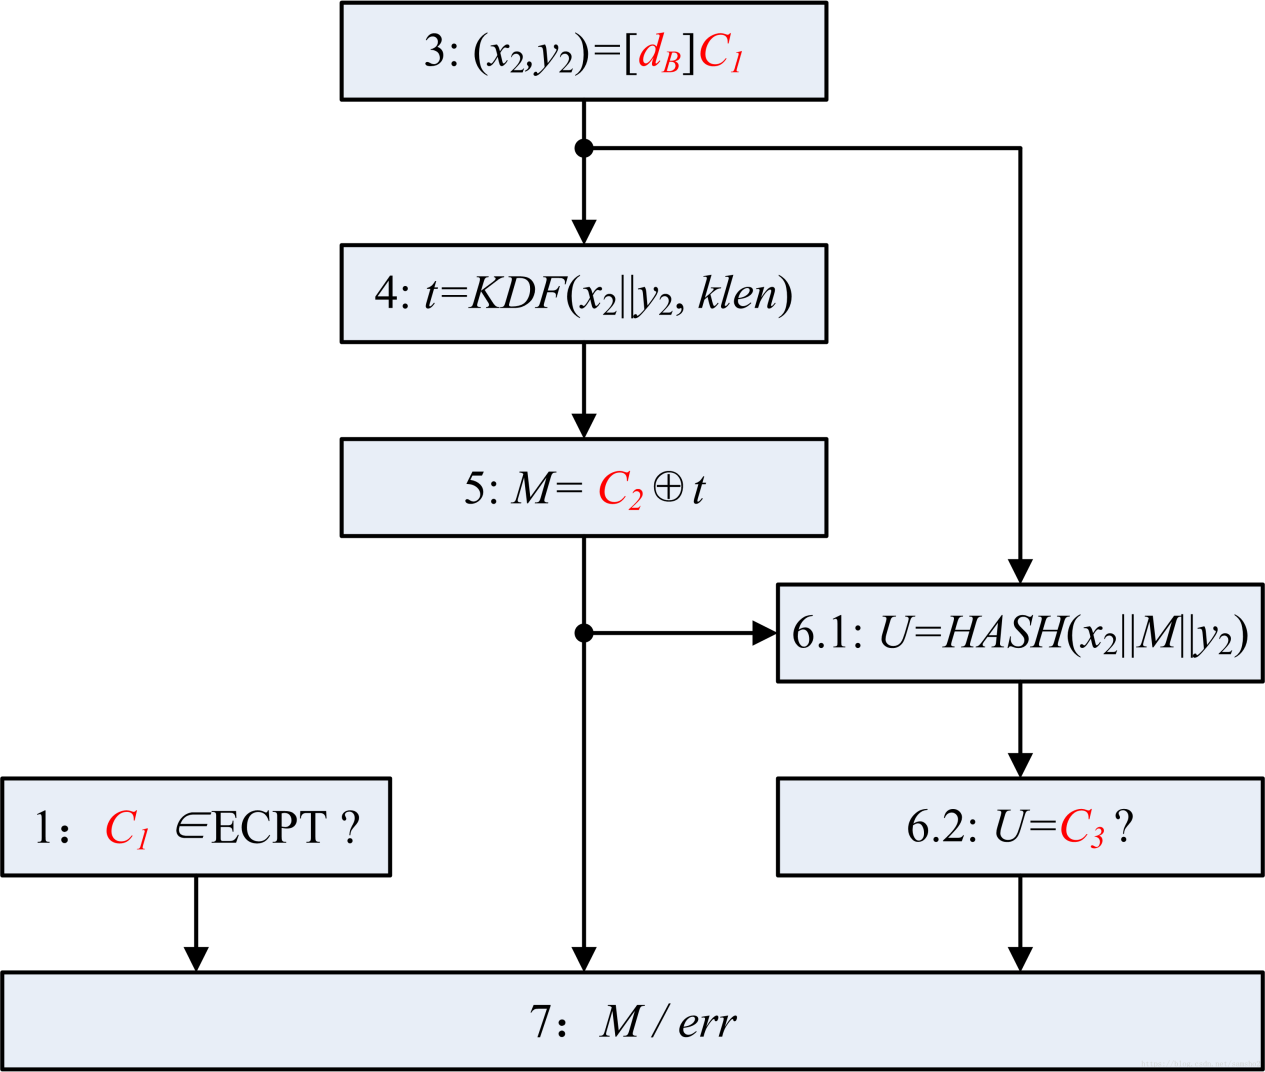 3: (x₂,y₂)=[d_B]C₁
4: t=KDF(x₂||y₂, klen)
5: M= C₂⊕t
6.1: U=HASH(x₂||M||y₂)
1：C₁ ∈ECPT ?
6.2: U=C₃?
7：M / err